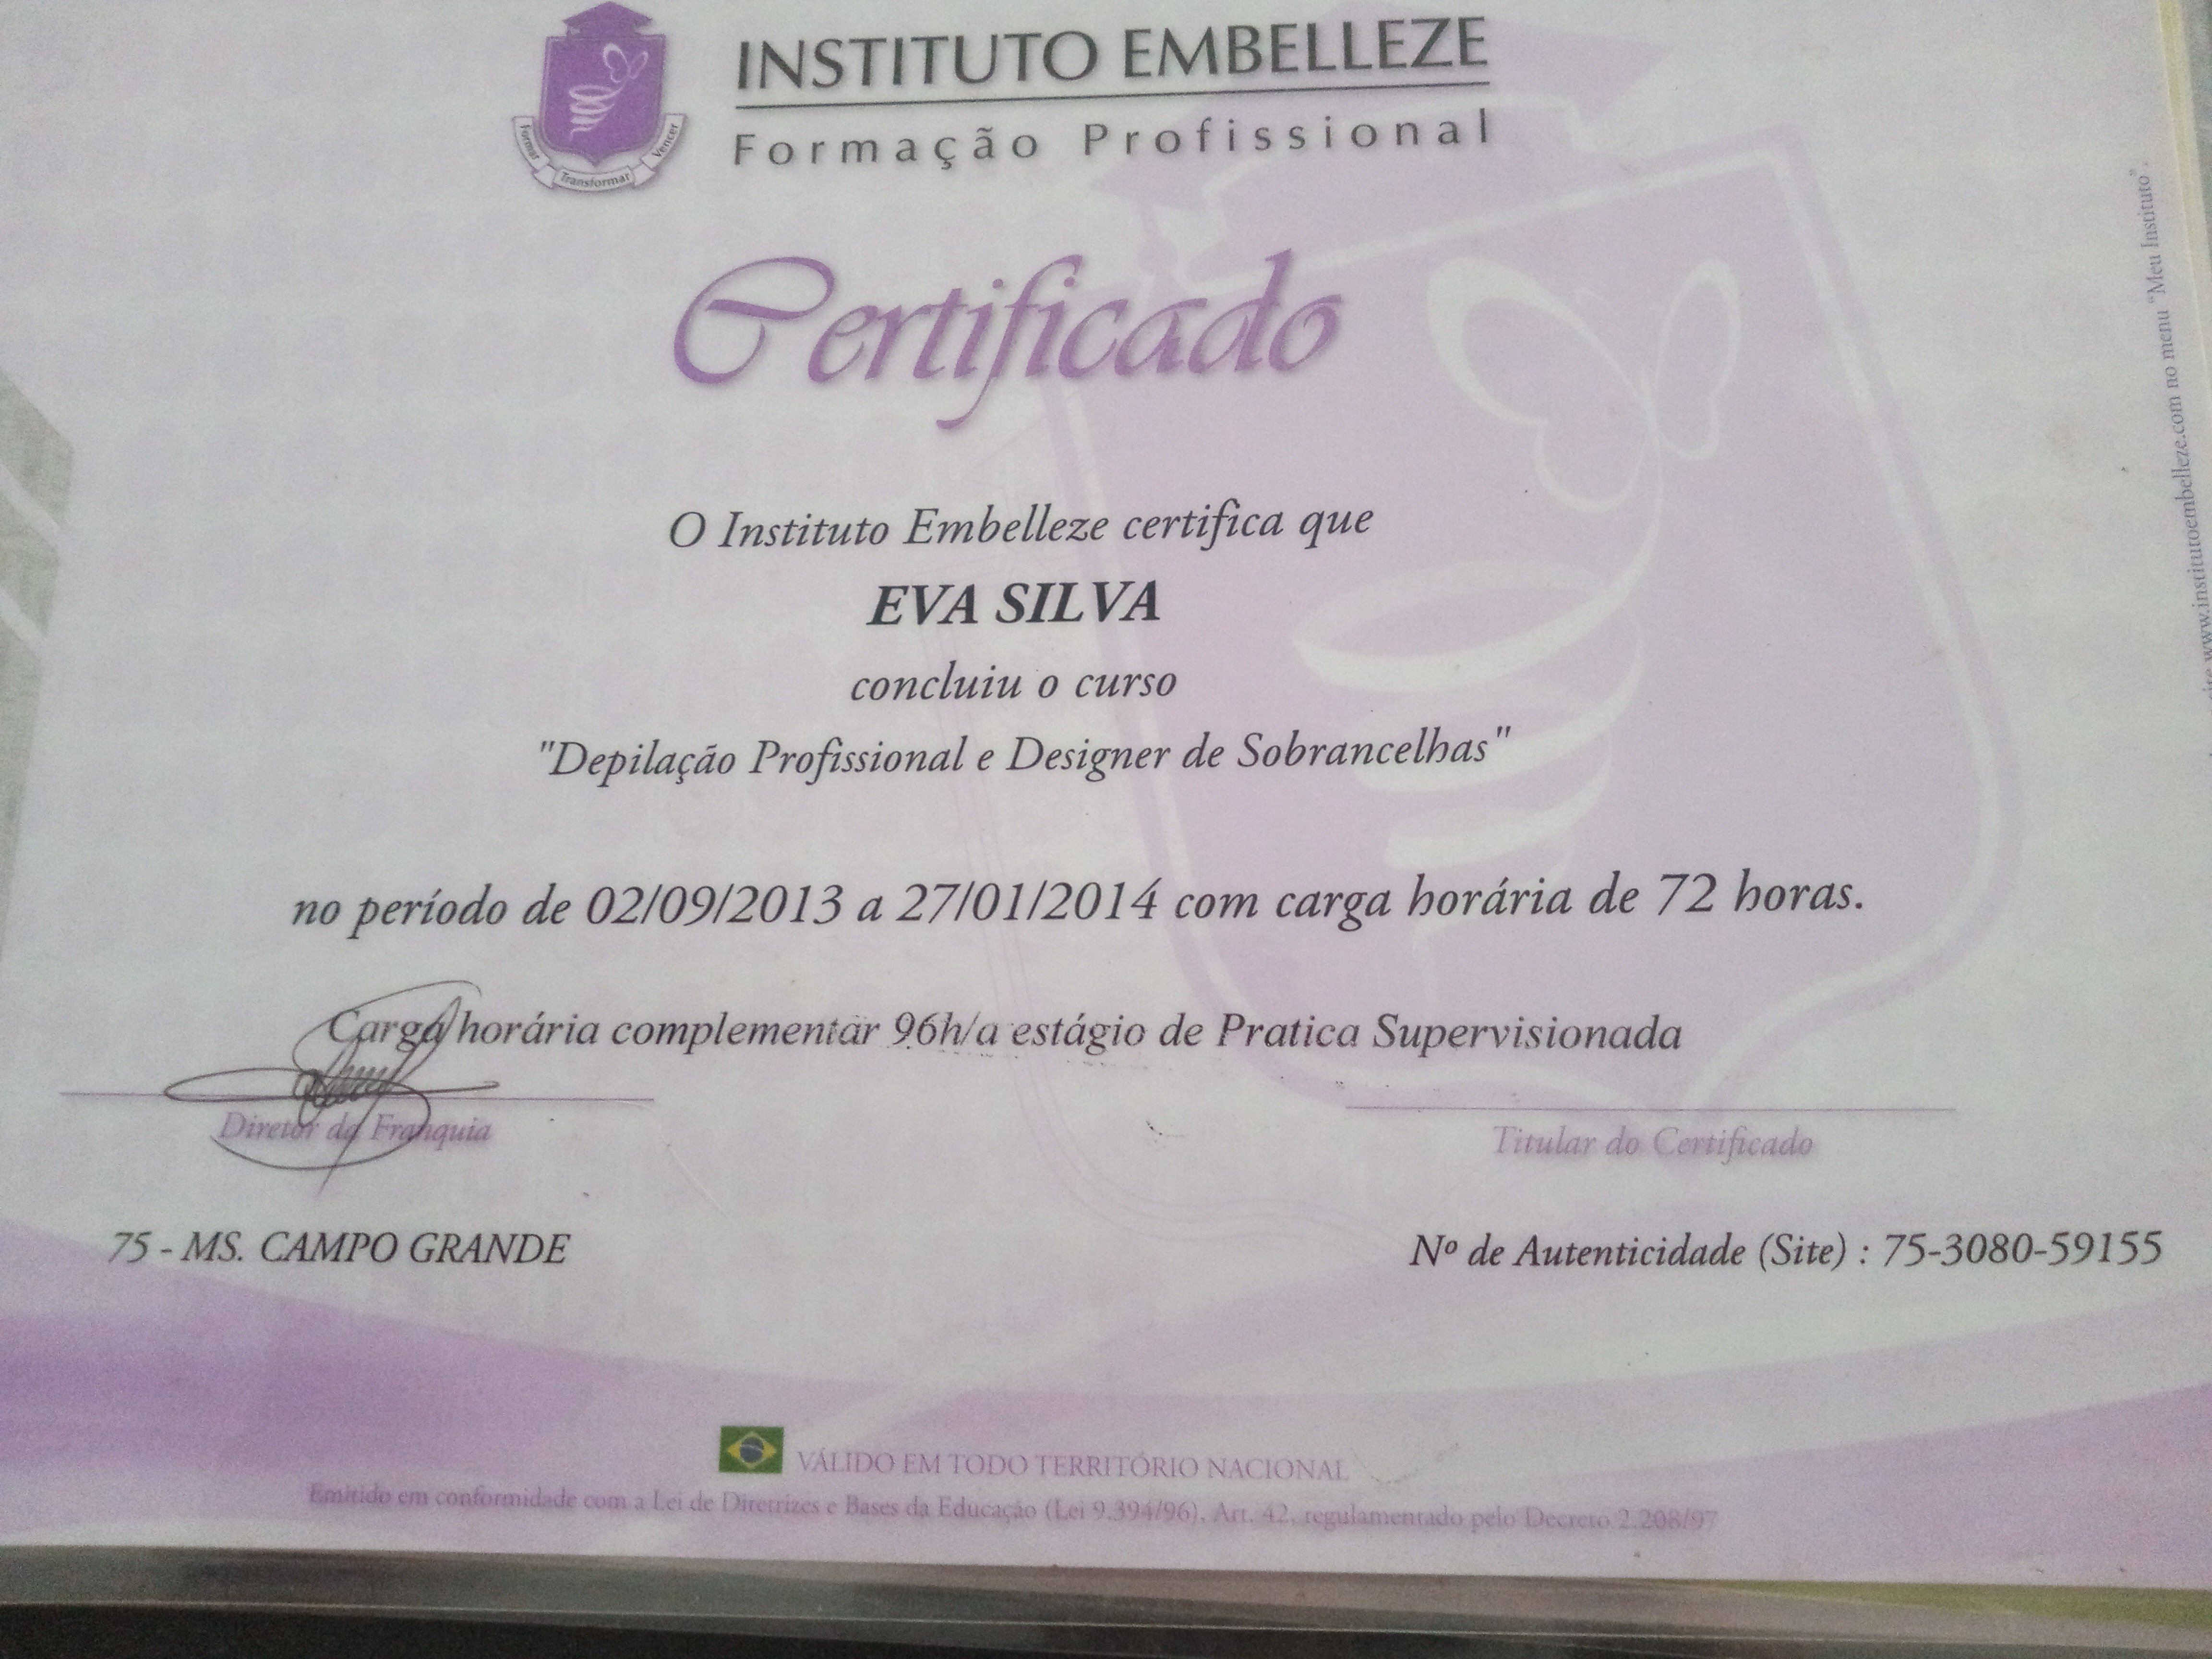 INSTITUTO EMBELLEZE
Formação Profissional
Formar
Transformar
Vencer
Certificado
O Instituto Embelleze certifica que
EVA SILVA
concluiu o curso
"Depilação Profissional e Designer de Sobrancelhas"
no período de 02/09/2013 a 27/01/2014 com carga horária de 72 horas.
Carga horária complementar 96h/a estágio de Pratica Supervisionada
Diretor da Franquia
Titular do Certificado
75 - MS. CAMPO GRANDE
Nº de Autenticidade (Site) : 75-3080-59155
VÁLIDO EM TODO TERRITÓRIO NACIONAL
Emitido em conformidade com a Lei de Diretrizes e Bases da Educação (Lei 9.394/96), Art. 42, regulamentado pelo Decreto 2.208/97
site www.institutoembelleze.com no menu "Meu Instituto".